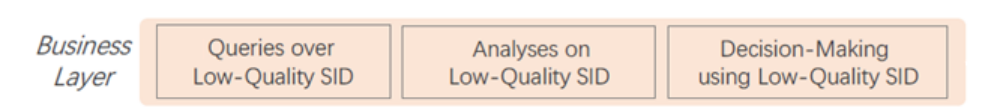 Business
Layer
Queries over
Low-Quality SID
Analyses on
Low-Quality SID
Decision-Making
using Low-Quality SID